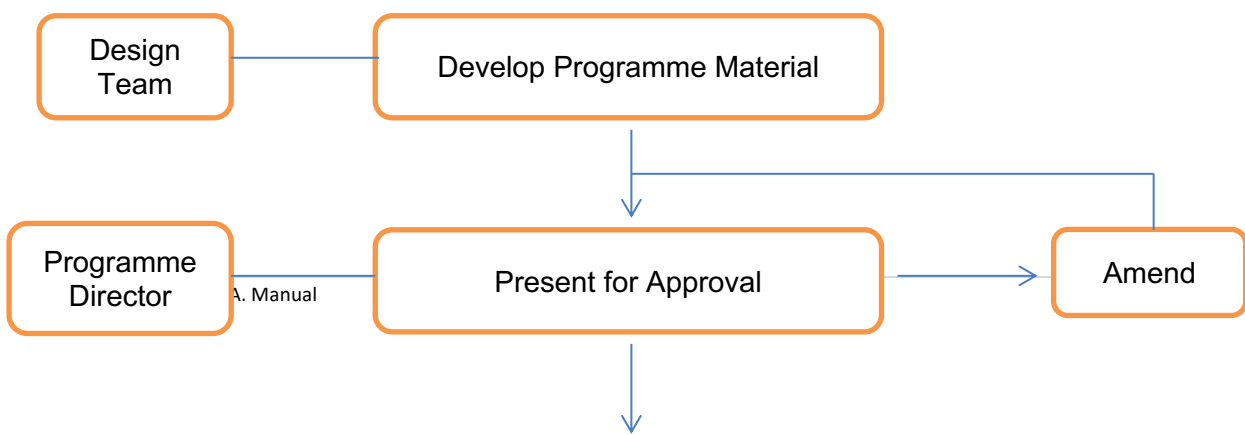 Design
Team
Develop Programme Material
Programme
Director
A. Manual
Present for Approval
Amend